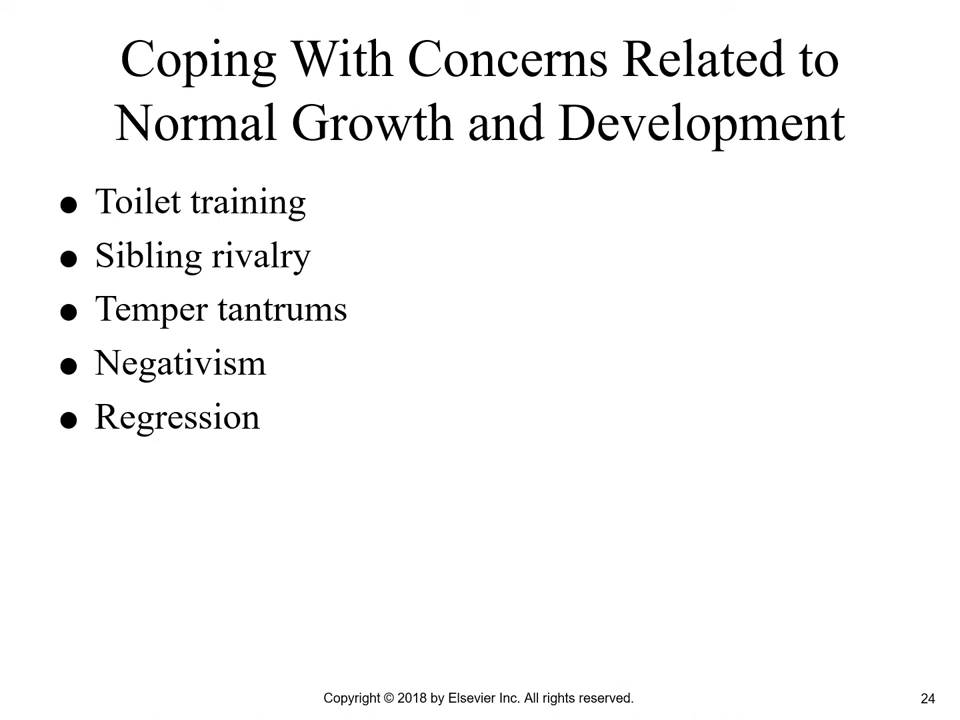 Coping With Concerns Related to
Normal Growth and Development
● Toilet training
● Sibling rivalry
● Temper tantrums
● Negativism
● Regression
Copyright © 2018 by Elsevier Inc. All rights reserved.
24